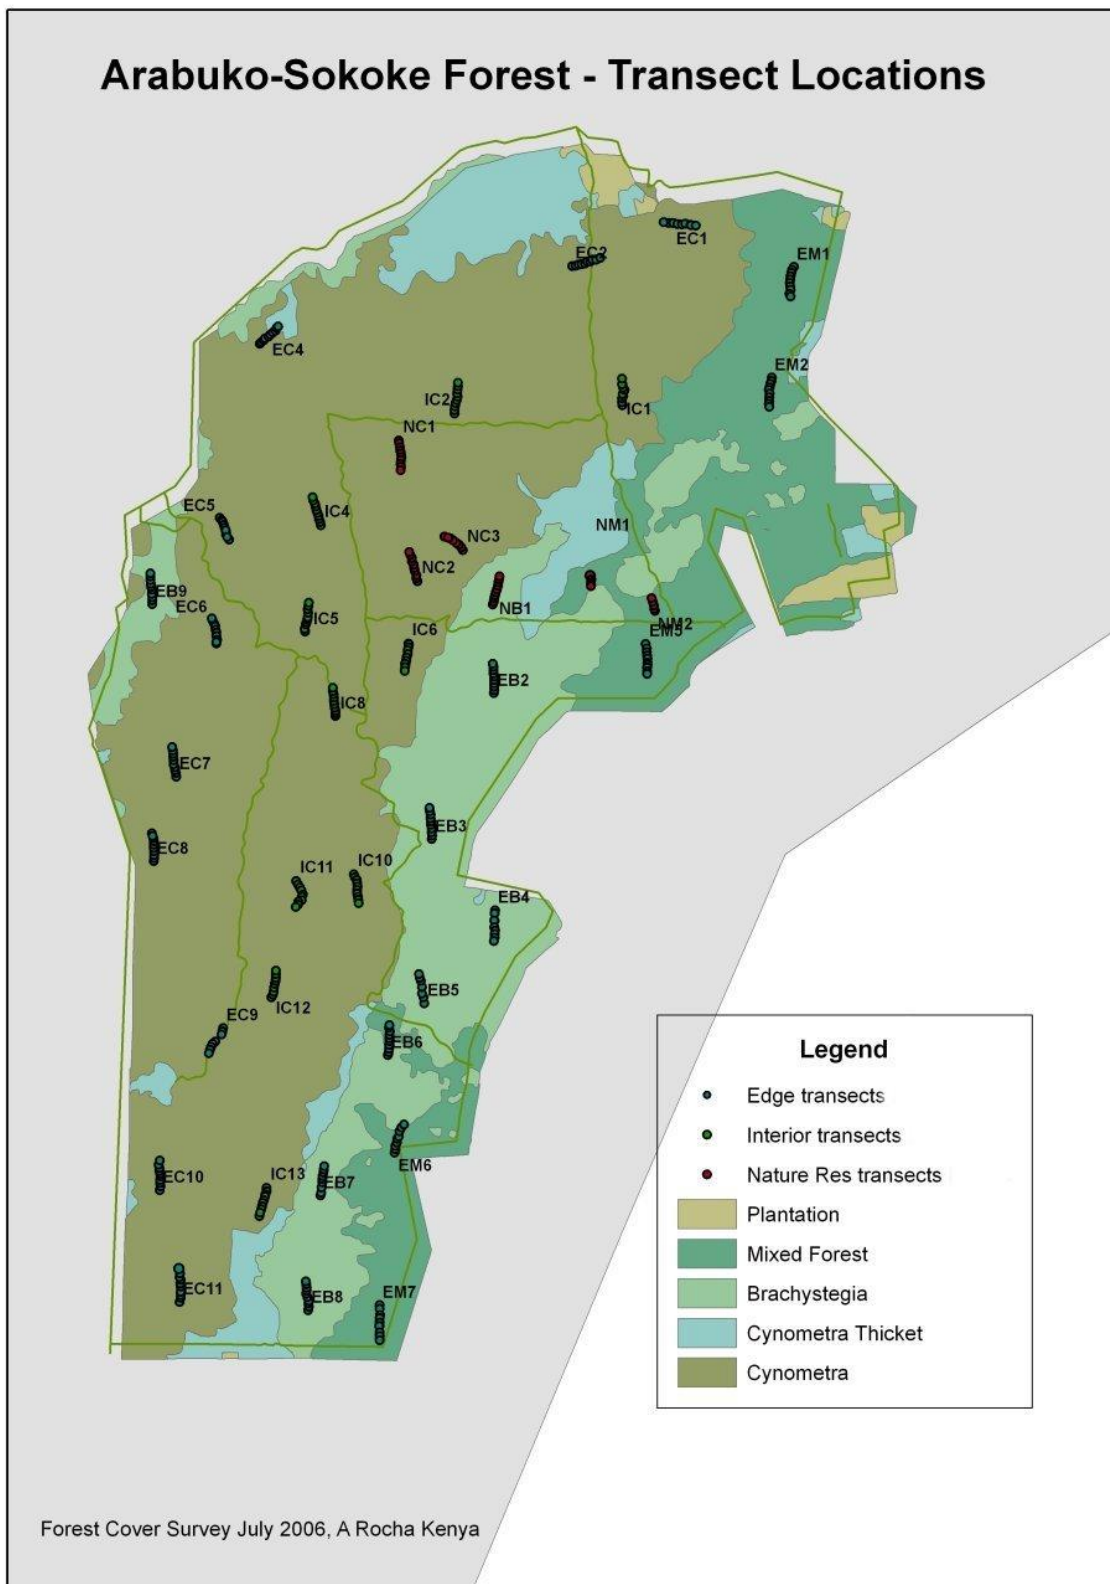 Arabuko-Sokoke Forest - Transect Locations
EC1
EC2
EM1
EC4
EM2
IC2
IC1
NC1
EC5
IC4
NM1
NC3
NC2
EB9
NB1
EC6
IC5
NM2
IC6
EM5
EB2
IC8
EC7
EB3
EC8
IC11
IC10
EB4
EB5
IC12
EC9
EB6
EM6
EC10
IC13
EB7
EC11
EB8
EM7
Legend
Edge transects
Interior transects
Nature Res transects
Plantation
Mixed Forest
Brachystegia
Cynometra Thicket
Cynometra
Forest Cover Survey July 2006, A Rocha Kenya